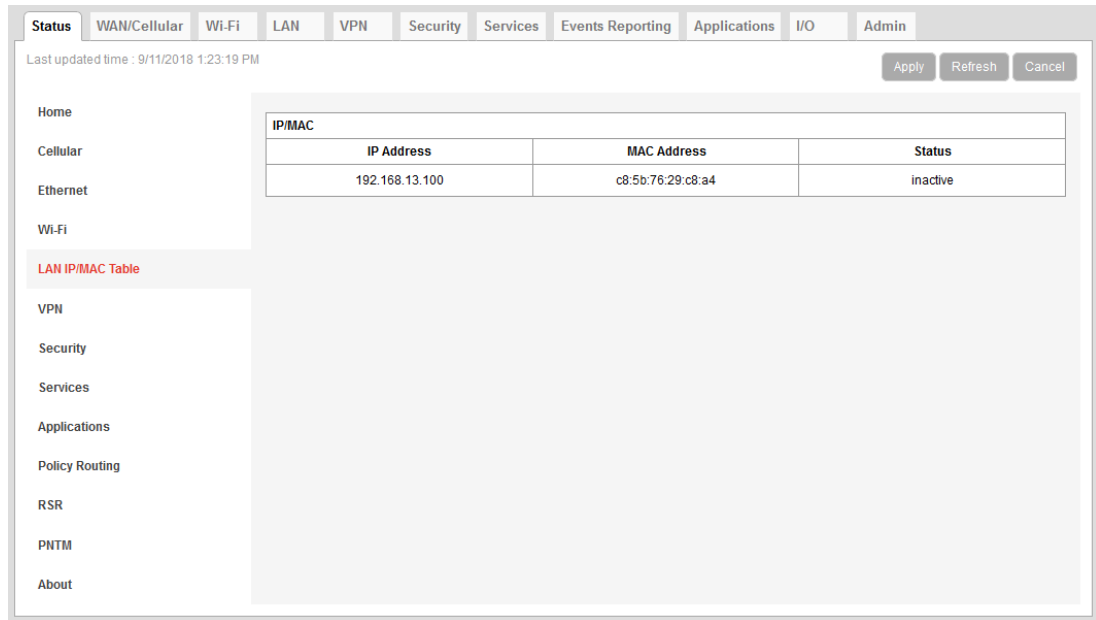 Status WAN/Cellular Wi-Fi LAN VPN Security Services Events Reporting Applications I/O Admin
Last updated time : 9/11/2018 1:23:19 PM
Apply Refresh Cancel
Home
Cellular
Ethernet
Wi-Fi
LAN IP/MAC Table
VPN
Security
Services
Applications
Policy Routing
RSR
PNTM
About
IP/MAC
IP Address MAC Address Status
192.168.13.100 c8:5b:76:29:c8:a4 inactive